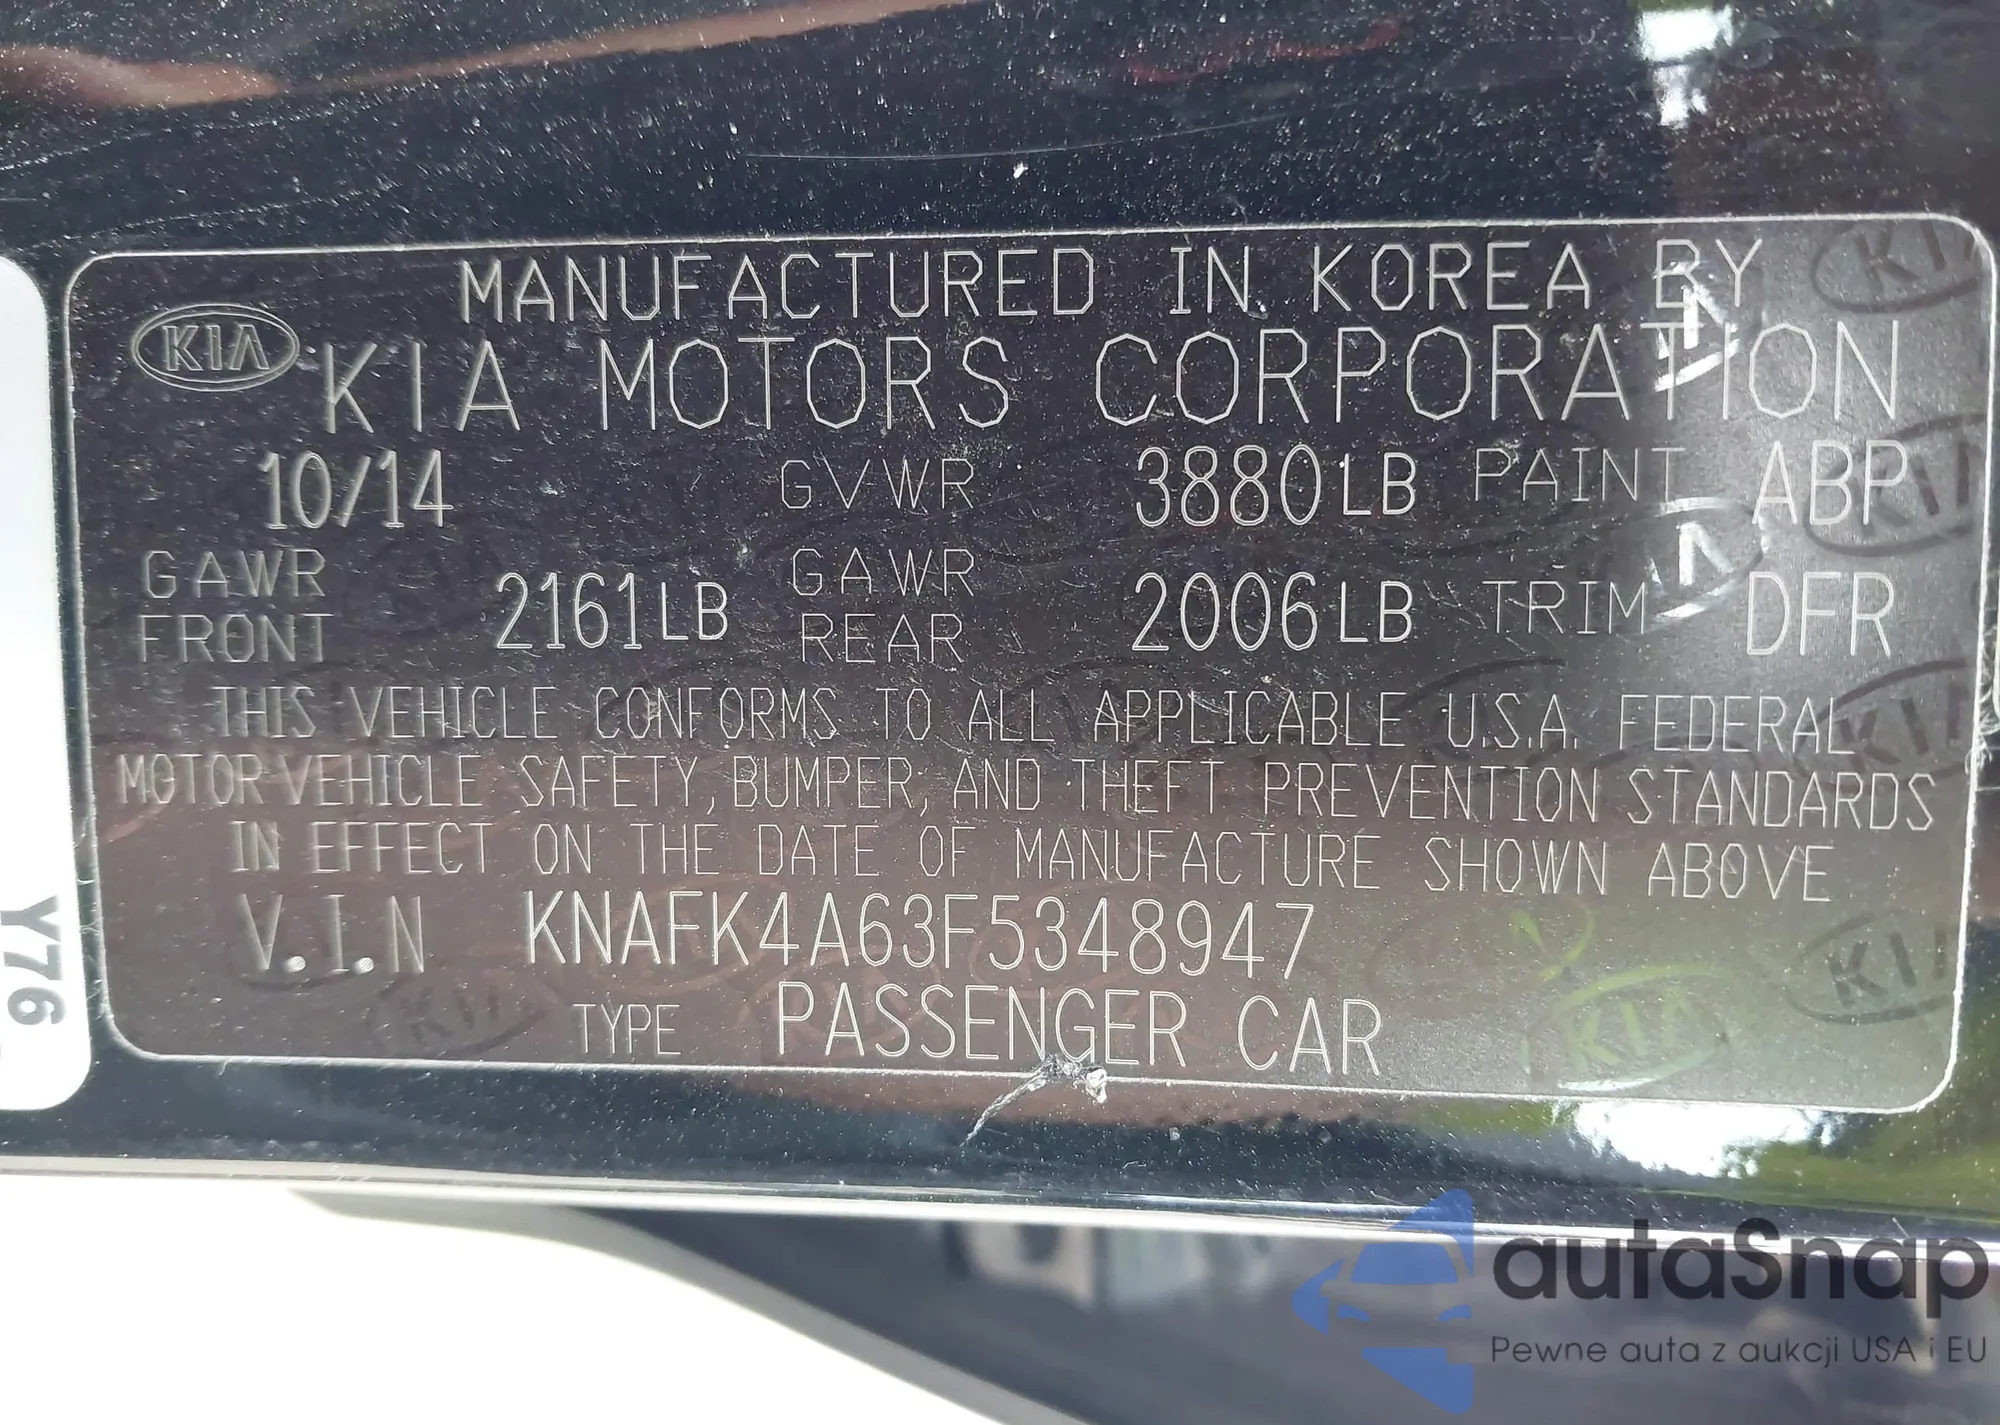 MANUFACTURED IN KOREA BY
KIA KIA MOTORS CORPORATION
10/14 GVWR 3880LB PAINT ABP
GAWR FRONT 2161LB GAWR REAR 2006LB TRIM DFR
THIS VEHICLE CONFORMS TO ALL APPLICABLE U.S.A. FEDERAL
MOTOR VEHICLE SAFETY, BUMPER, AND THEFT PREVENTION STANDARDS
IN EFFECT ON THE DATE OF MANUFACTURE SHOWN ABOVE
V.I.N KNAFK4A63F5348947
TYPE PASSENGER CAR
Y76
autaSnap
Pewne auta z aukcji USA i EU